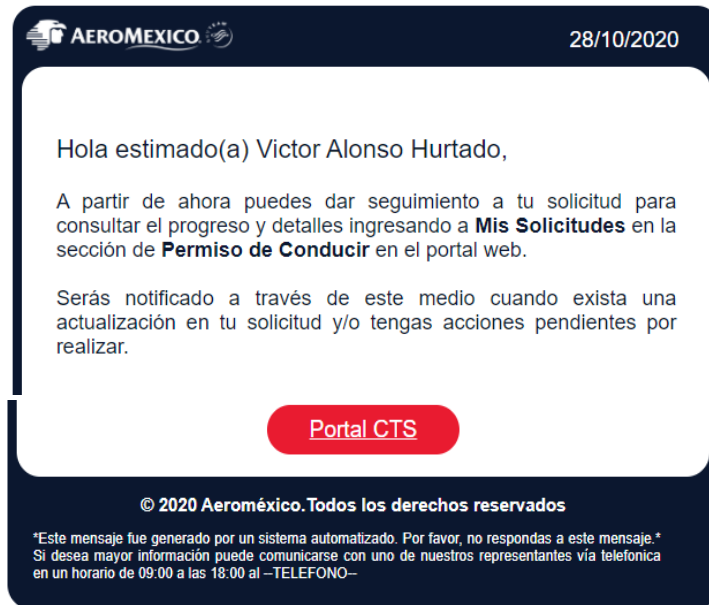 AEROMEXICO.
28/10/2020
Hola estimado(a) Victor Alonso Hurtado,
A partir de ahora puedes dar seguimiento a tu solicitud para
consultar el progreso y detalles ingresando a Mis Solicitudes en la
sección de Permiso de Conducir en el portal web.
Serás notificado a través de este medio cuando exista una
actualización en tu solicitud y/o tengas acciones pendientes por
realizar.
Portal CTS
© 2020 Aeroméxico.Todos los derechos reservados
*Este mensaje fue generado por un sistema automatizado. Por favor, no respondas a este mensaje.*
Si desea mayor información puede comunicarse con uno de nuestros representantes vía telefonica
en un horario de 09:00 a las 18:00 al --TELEFONO--